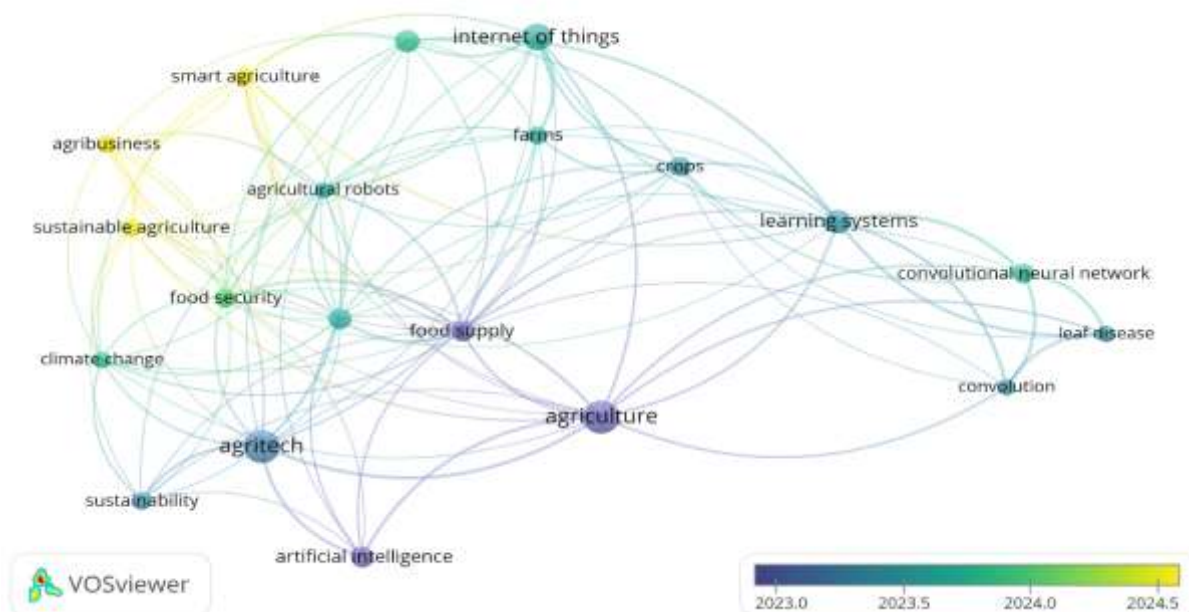 internet of things
smart agriculture
farms
agribusiness
crops
agricultural robots
learning systems
sustainable agriculture
convolutional neural network
food security
food supply
leaf disease
climate change
convolution
agriculture
agritech
sustainability
artificial intelligence
VOSviewer
2023.0 2023.5 2024.0 2024.5